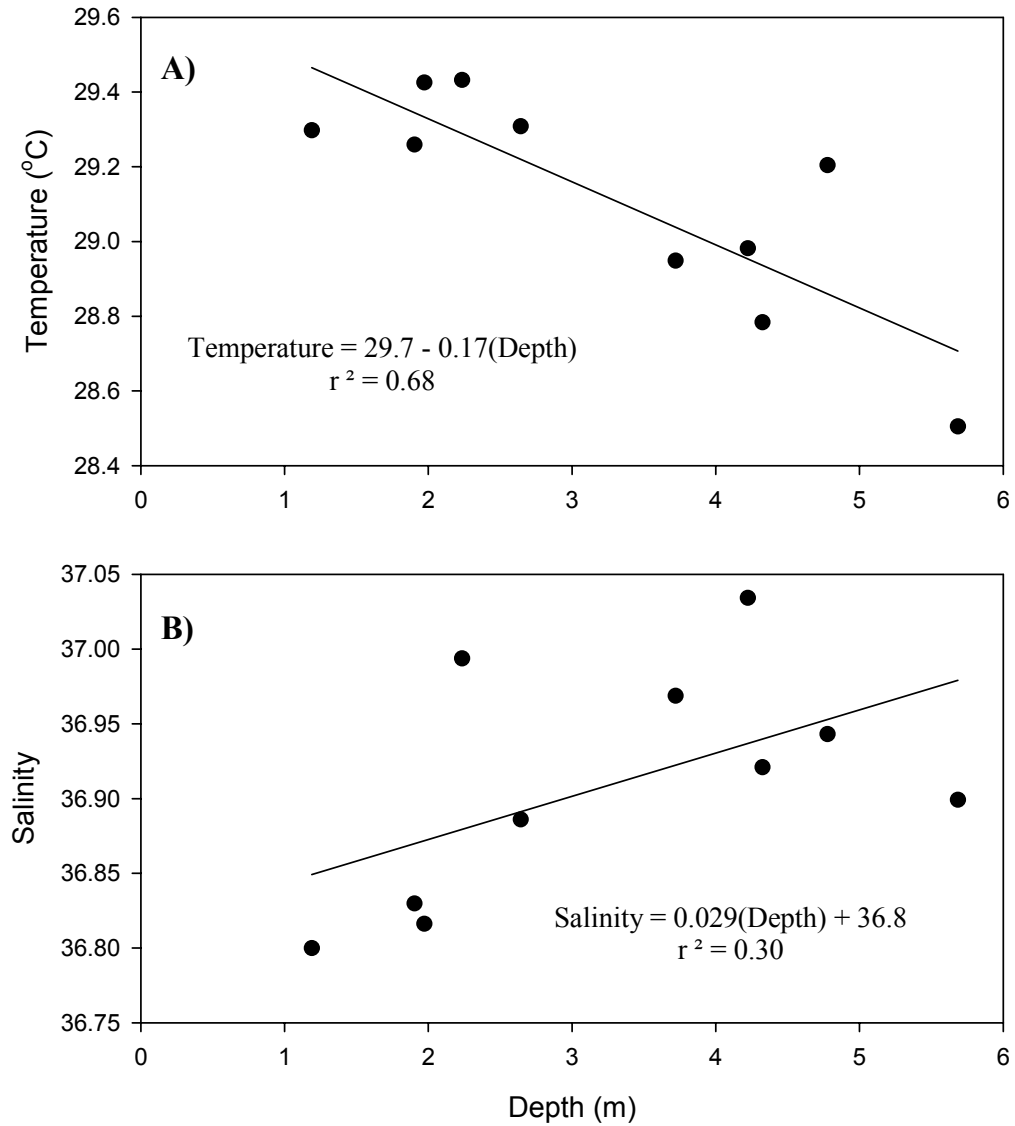 29.6
A)
29.4
29.2
29.0
28.8
28.6
28.4
Temperature (°C)
Temperature = 29.7 - 0.17(Depth)
r ² = 0.68
0 1 2 3 4 5 6
37.05
B)
37.00
36.95
36.90
36.85
36.80
36.75
Salinity
Salinity = 0.029(Depth) + 36.8
r ² = 0.30
0 1 2 3 4 5 6
Depth (m)